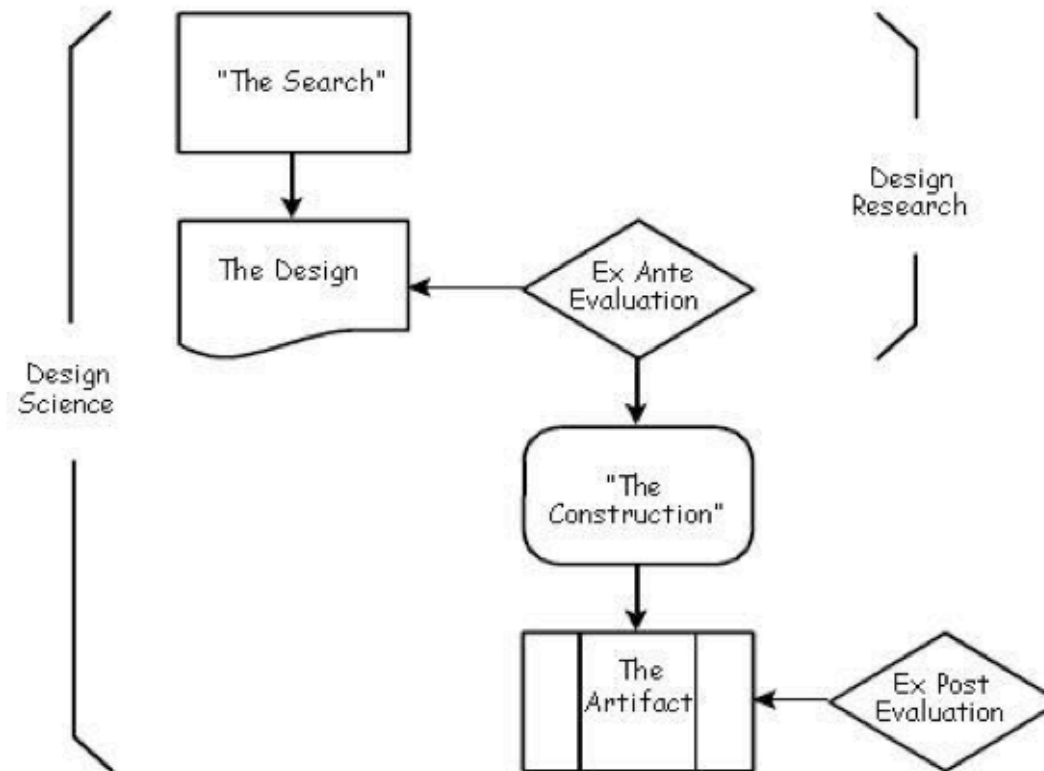 "The Search"
Design
Research
The Design
Ex Ante
Evaluation
Design
Science
"The
Construction"
The
Artifact
Ex Post
Evaluation